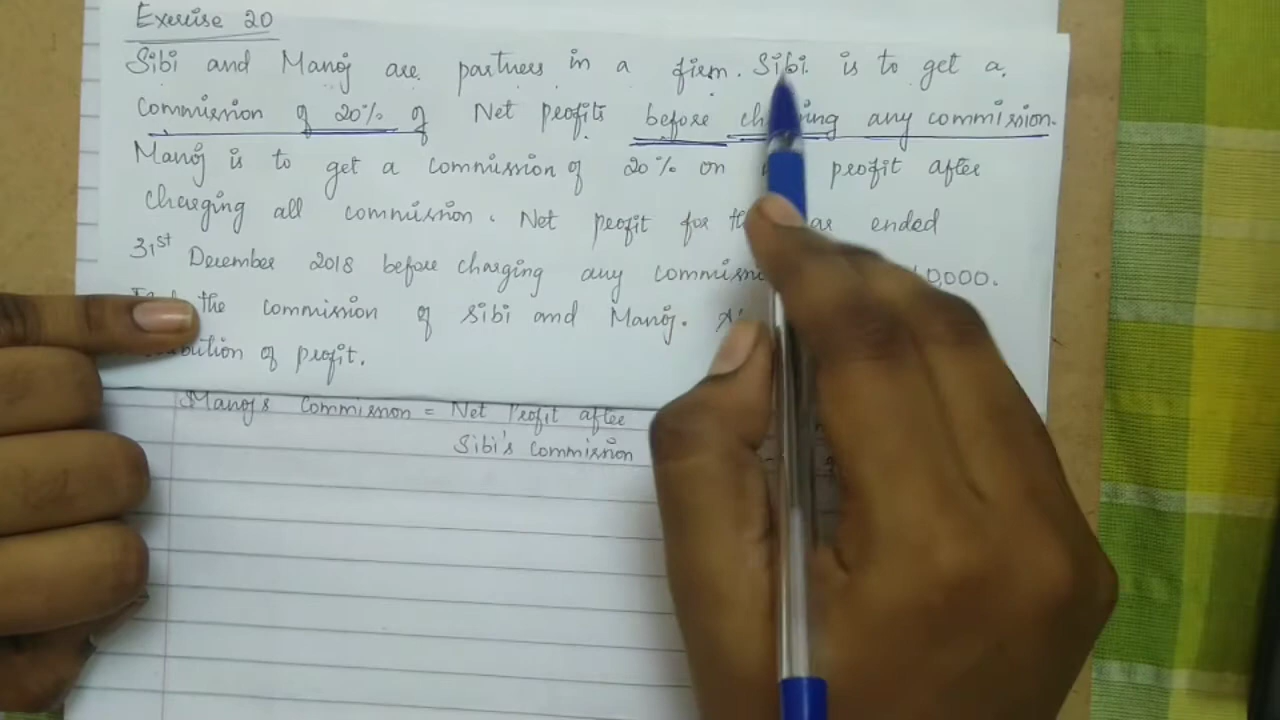 Exercise 20
Sibi and Manoj are partners in a firm. Sibi is to get a
Commission of 20% of Net profits before charging any commission.
Manoj is to get a commission of 20% on profit after
charging all commission. Net profit for ended
31st December 2018 before charging any 0,000.
the commission of Sibi and Manoj.
of profit.
Manoj's Commission = Net Profit after
Sibi's Commission